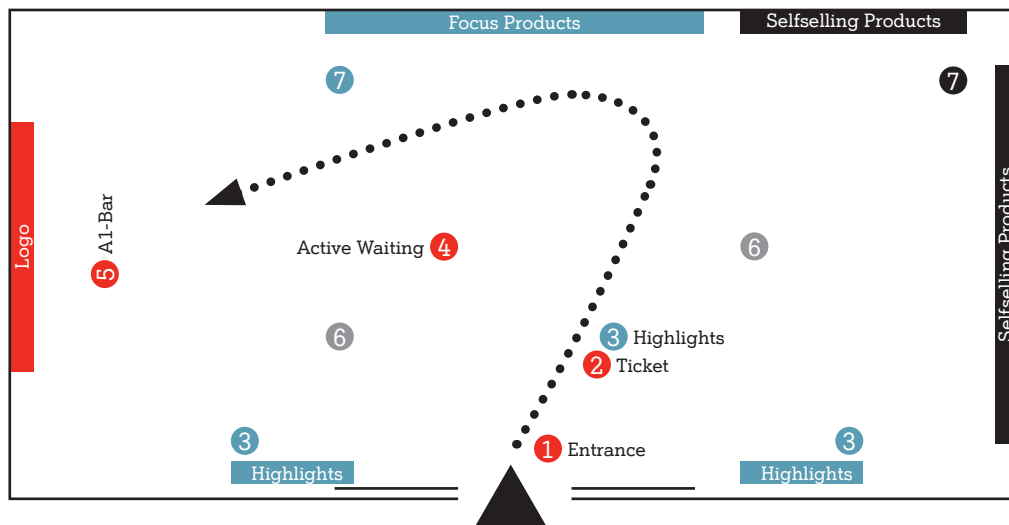 Focus Products
Selfselling Products
7
7
Logo
5 A1-Bar
Active Waiting 4
6
Selfselling Products
6
3 Highlights
2 Ticket
3
1 Entrance
3
Highlights
Highlights